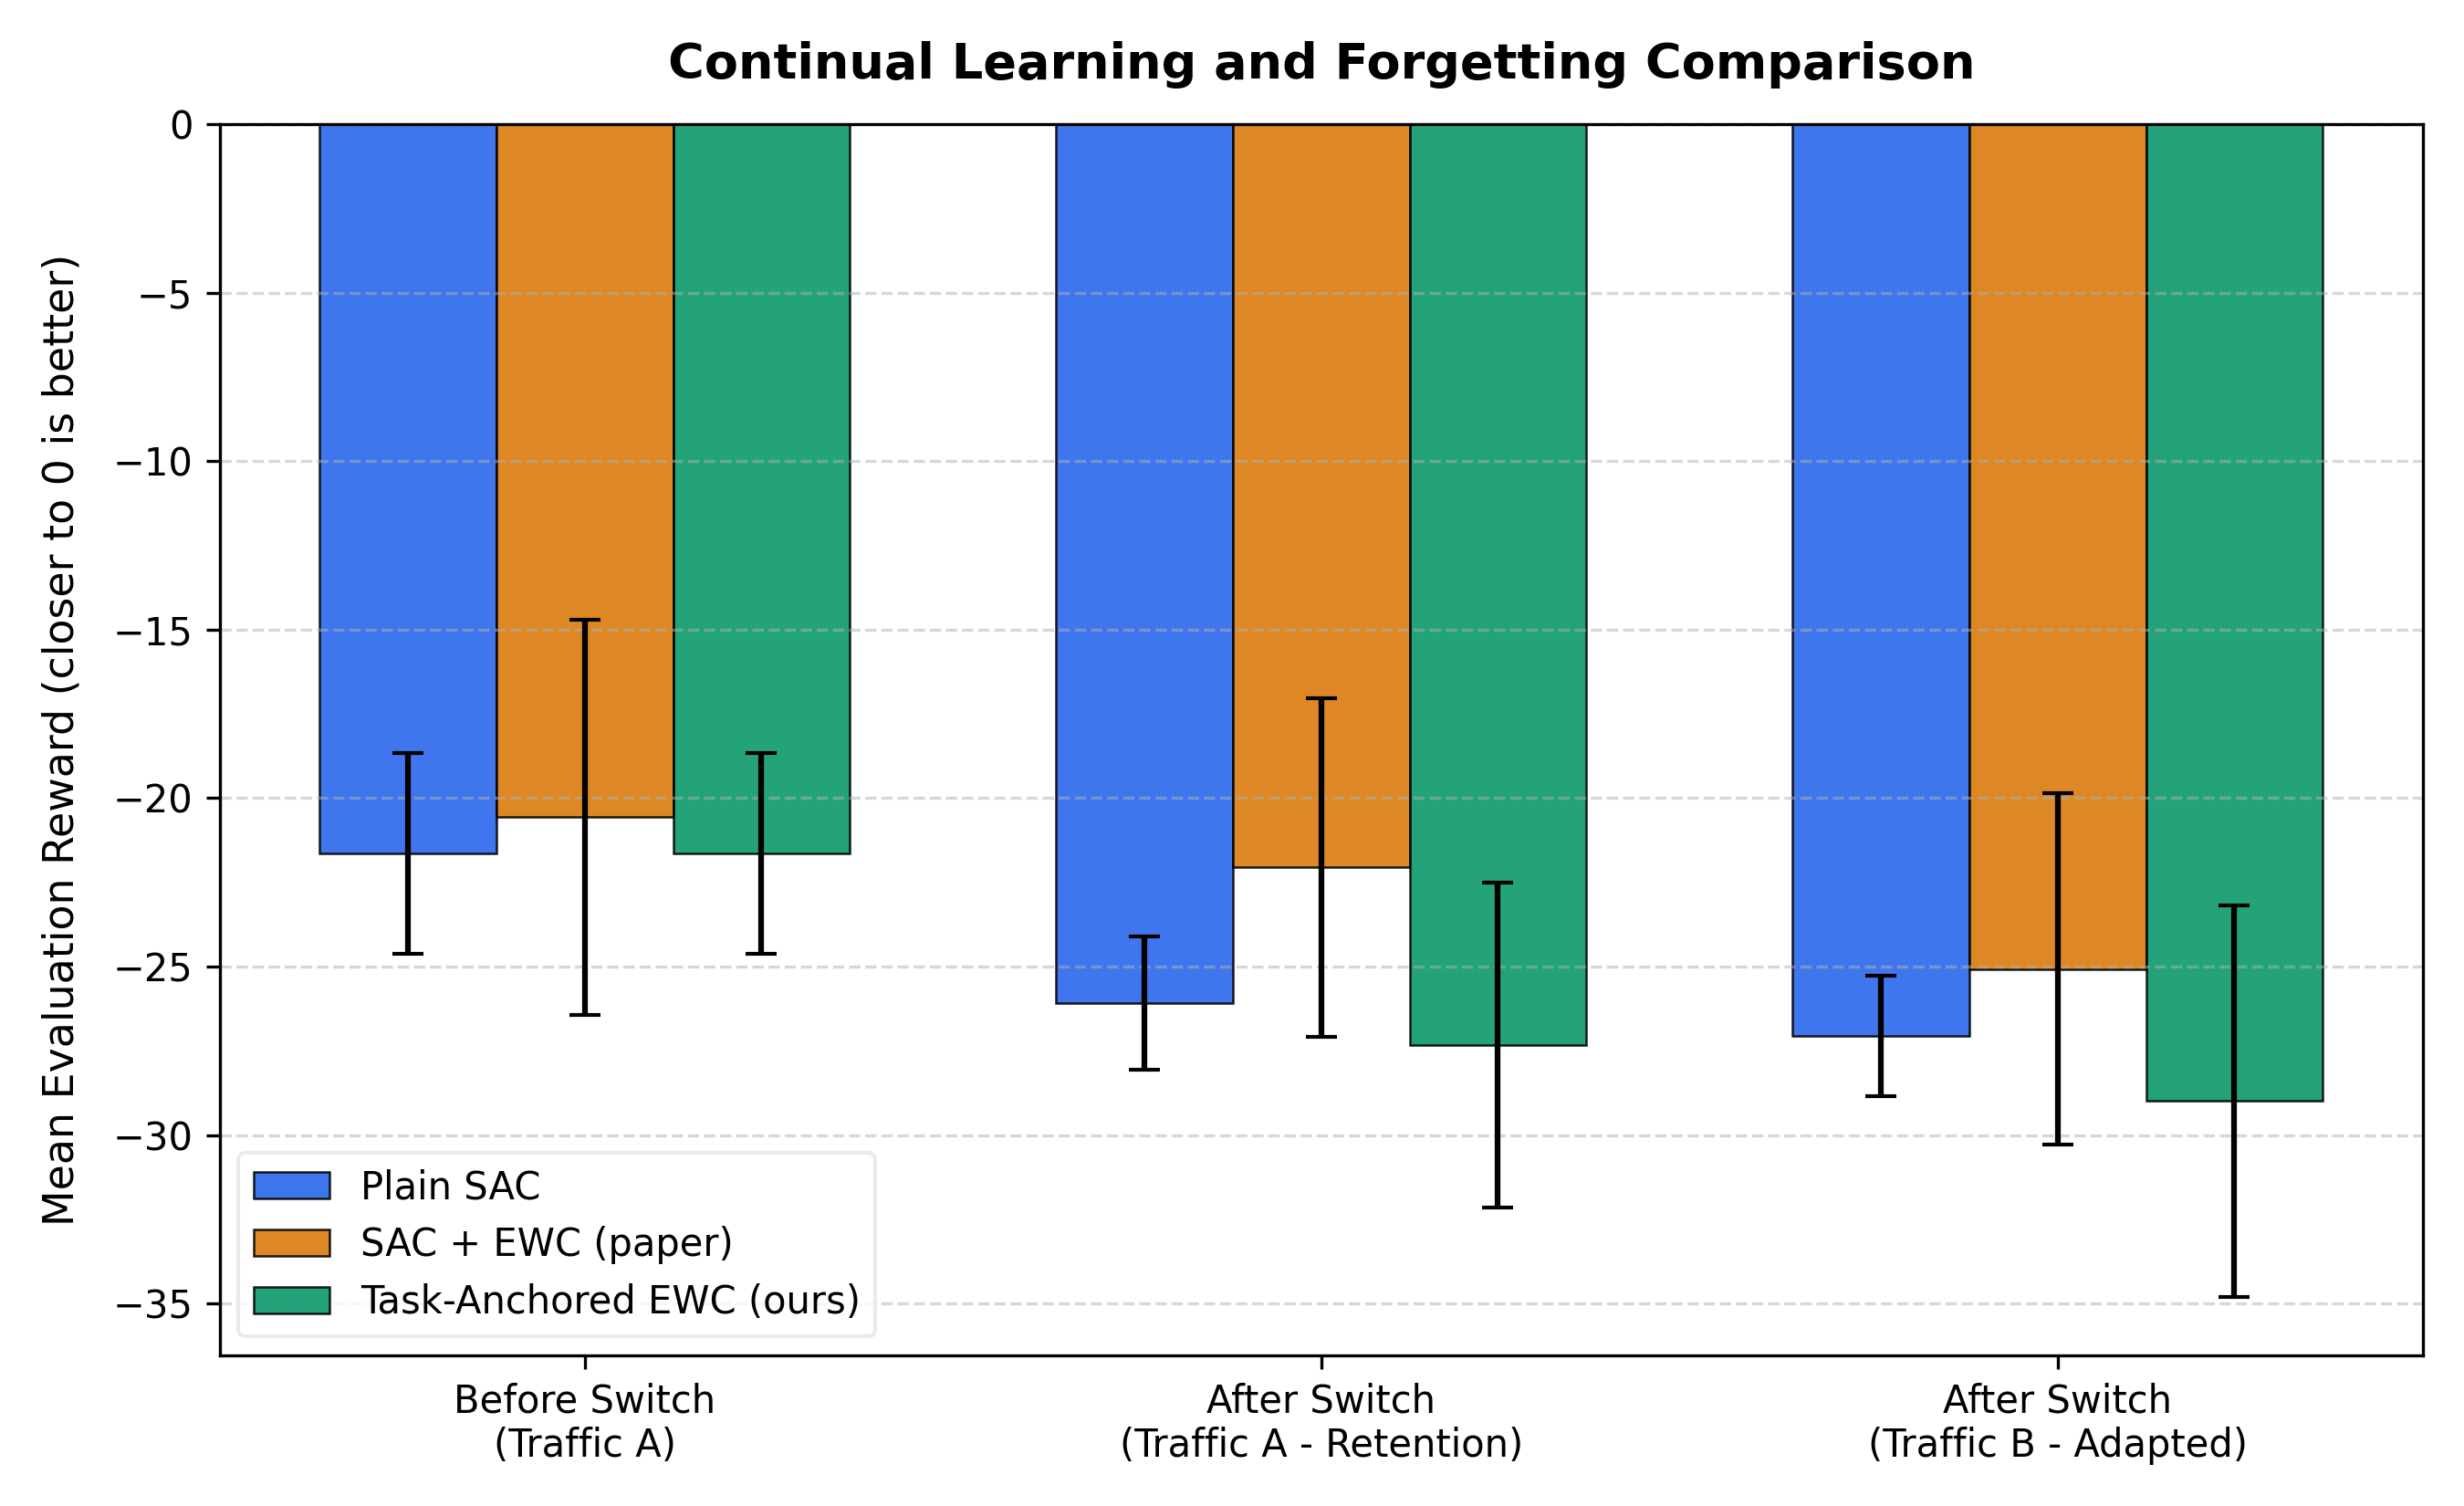 Continual Learning and Forgetting Comparison
Mean Evaluation Reward (closer to 0 is better)
0
−5
−10
−15
−20
−25
−30
−35
Plain SAC
SAC + EWC (paper)
Task-Anchored EWC (ours)
Before Switch
(Traffic A)
After Switch
(Traffic A - Retention)
After Switch
(Traffic B - Adapted)